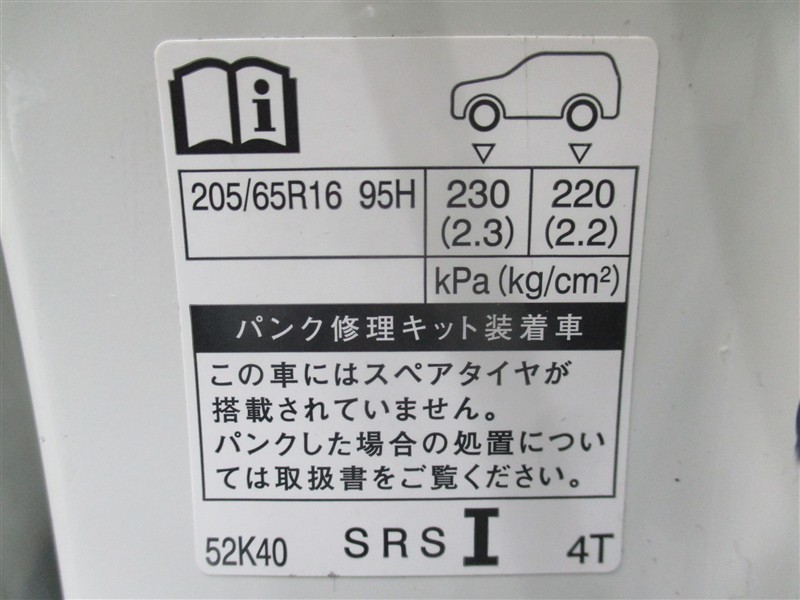 i
205/65R16 95H 230 220
(2.3) (2.2)
kPa (kg/cm²)
パンク修理キット装着車
この車にはスペアタイヤが
搭載されていません。
パンクした場合の処置につい
ては取扱書をご覧ください。
52K40 SRS I 4T